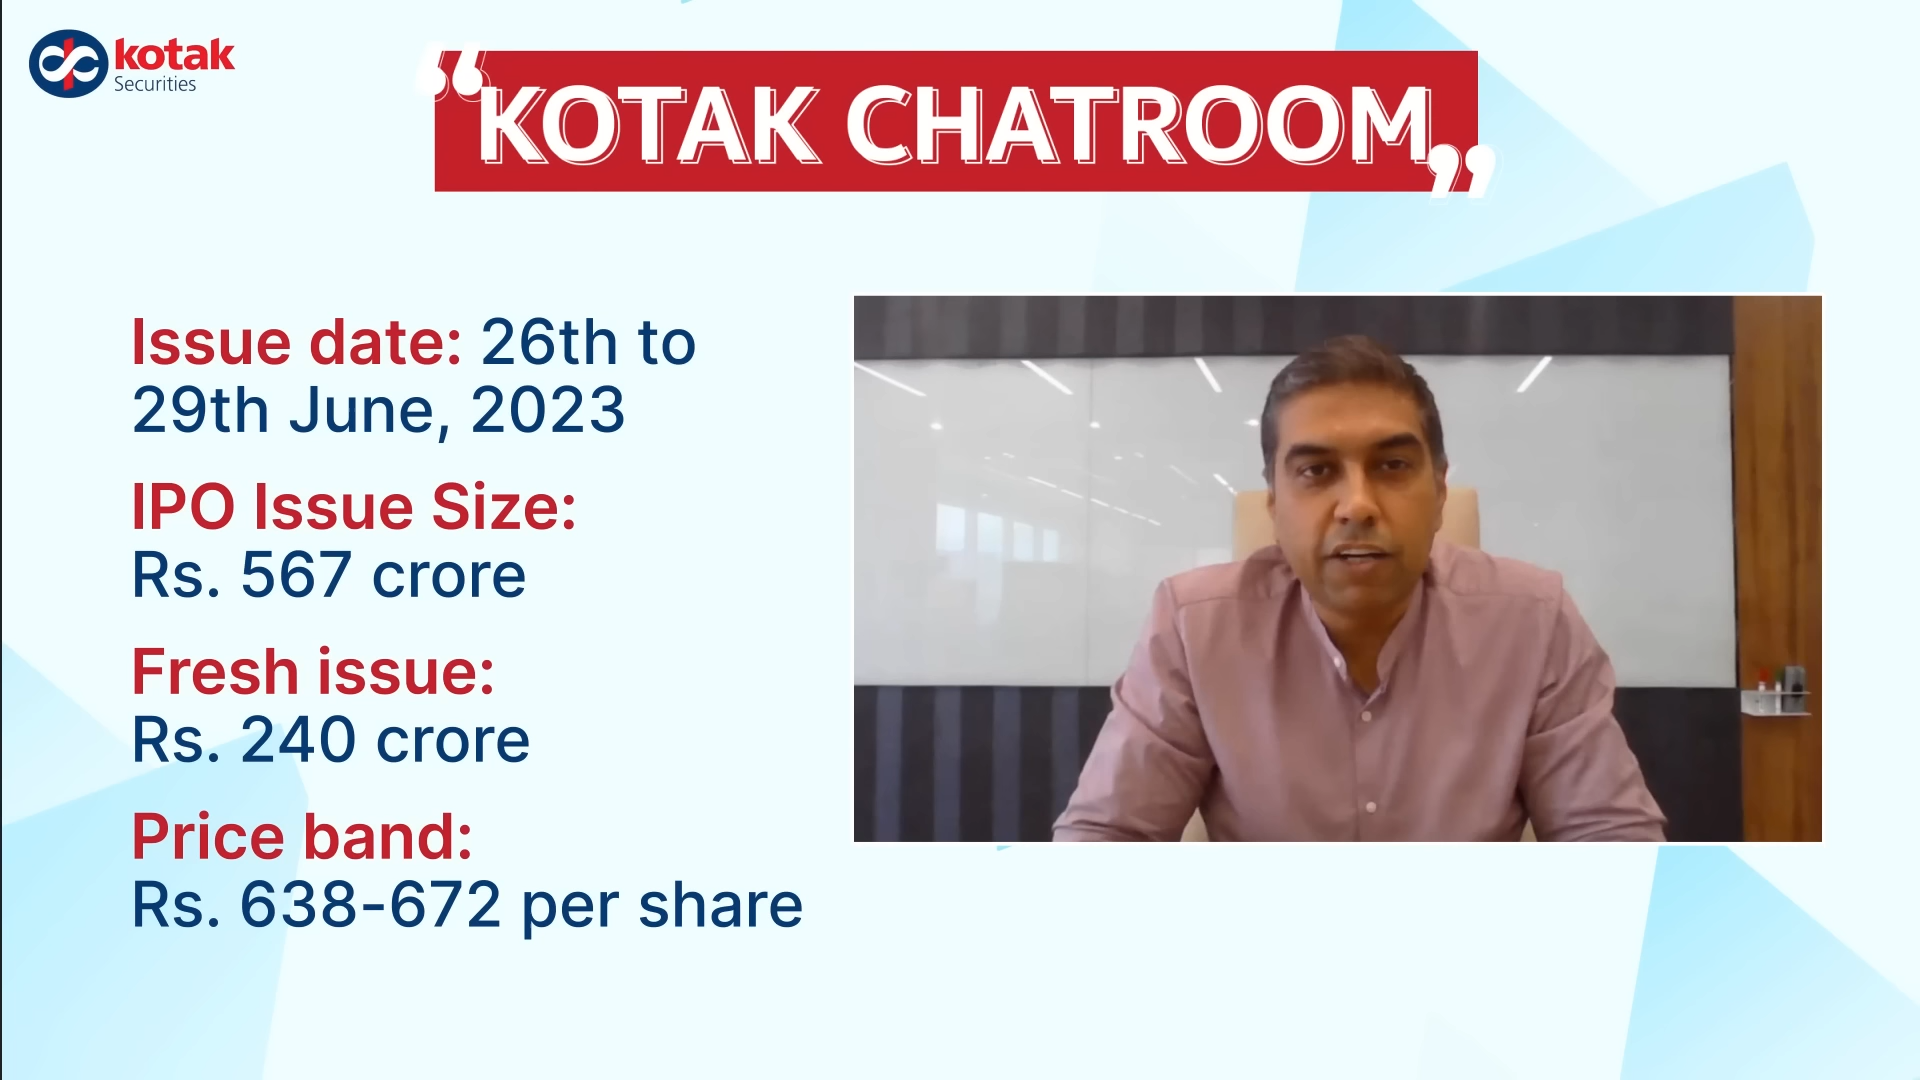 kotak
Securities
“KOTAK CHATROOM”
Issue date: 26th to
29th June, 2023
IPO Issue Size:
Rs. 567 crore
Fresh issue:
Rs. 240 crore
Price band:
Rs. 638-672 per share